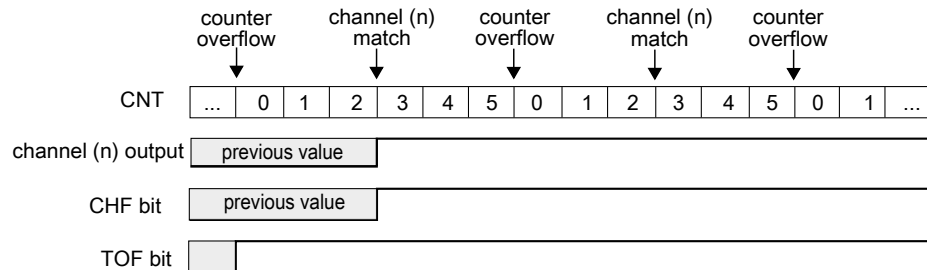 counter overflow
channel (n) match
counter overflow
channel (n) match
counter overflow
CNT ... 0 1 2 3 4 5 0 1 2 3 4 5 0 1 ...
channel (n) output previous value
CHF bit previous value
TOF bit